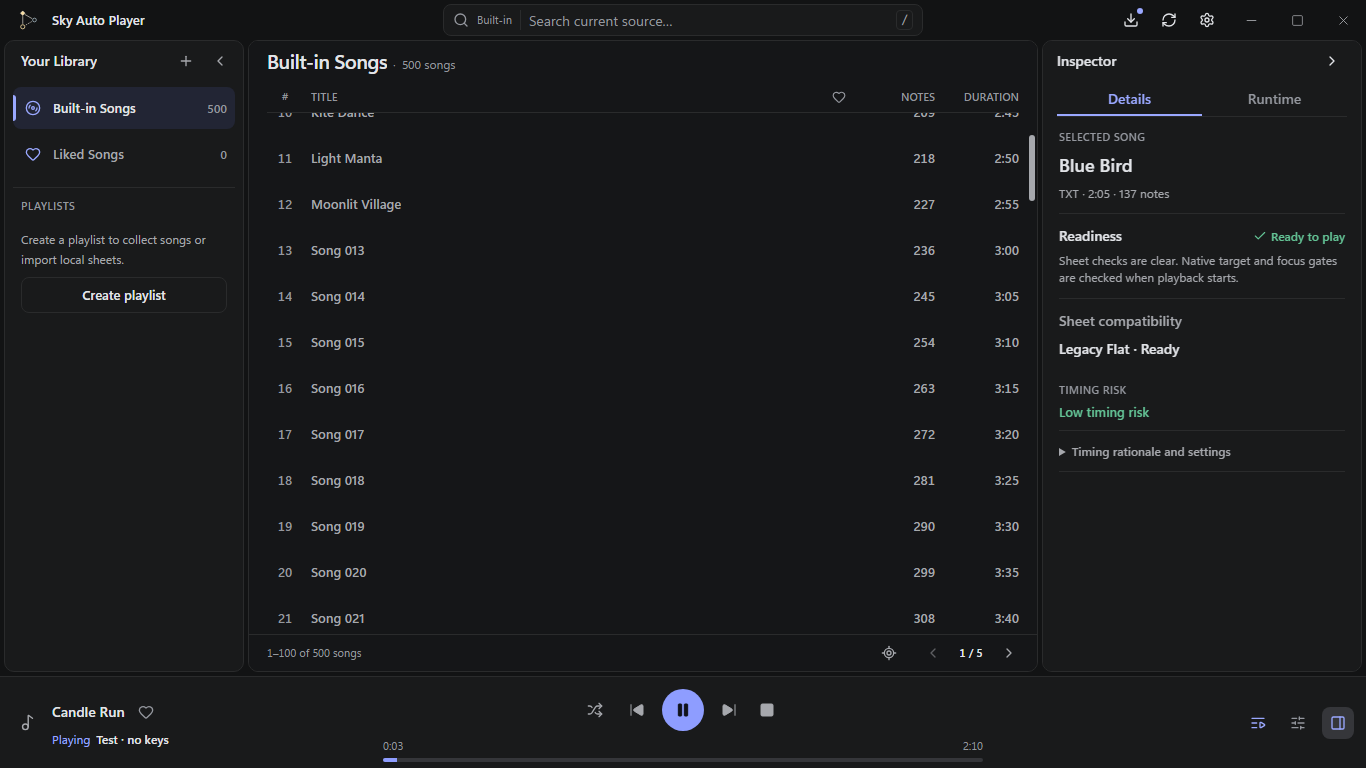 Sky Auto Player
Built-in Search current source... /
Your Library
Built-in Songs 500
Liked Songs 0
PLAYLISTS
Create a playlist to collect songs or
import local sheets.
Create playlist
Built-in Songs · 500 songs
# TITLE NOTES DURATION
10 Kite Dance 209 2:45
11 Light Manta 218 2:50
12 Moonlit Village 227 2:55
13 Song 013 236 3:00
14 Song 014 245 3:05
15 Song 015 254 3:10
16 Song 016 263 3:15
17 Song 017 272 3:20
18 Song 018 281 3:25
19 Song 019 290 3:30
20 Song 020 299 3:35
21 Song 021 308 3:40
1–100 of 500 songs 1 / 5
Inspector
Details Runtime
SELECTED SONG
Blue Bird
TXT · 2:05 · 137 notes
Readiness Ready to play
Sheet checks are clear. Native target and focus gates
are checked when playback starts.
Sheet compatibility
Legacy Flat · Ready
TIMING RISK
Low timing risk
Timing rationale and settings
Candle Run
Playing Test · no keys
0:03 2:10